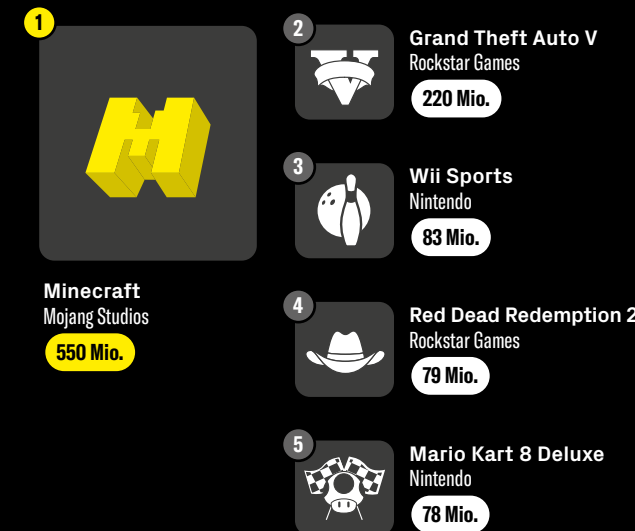 1
Minecraft
Mojang Studios
550 Mio.
2
Grand Theft Auto V
Rockstar Games
220 Mio.
3
Wii Sports
Nintendo
83 Mio.
4
Red Dead Redemption 2
Rockstar Games
79 Mio.
5
Mario Kart 8 Deluxe
Nintendo
78 Mio.